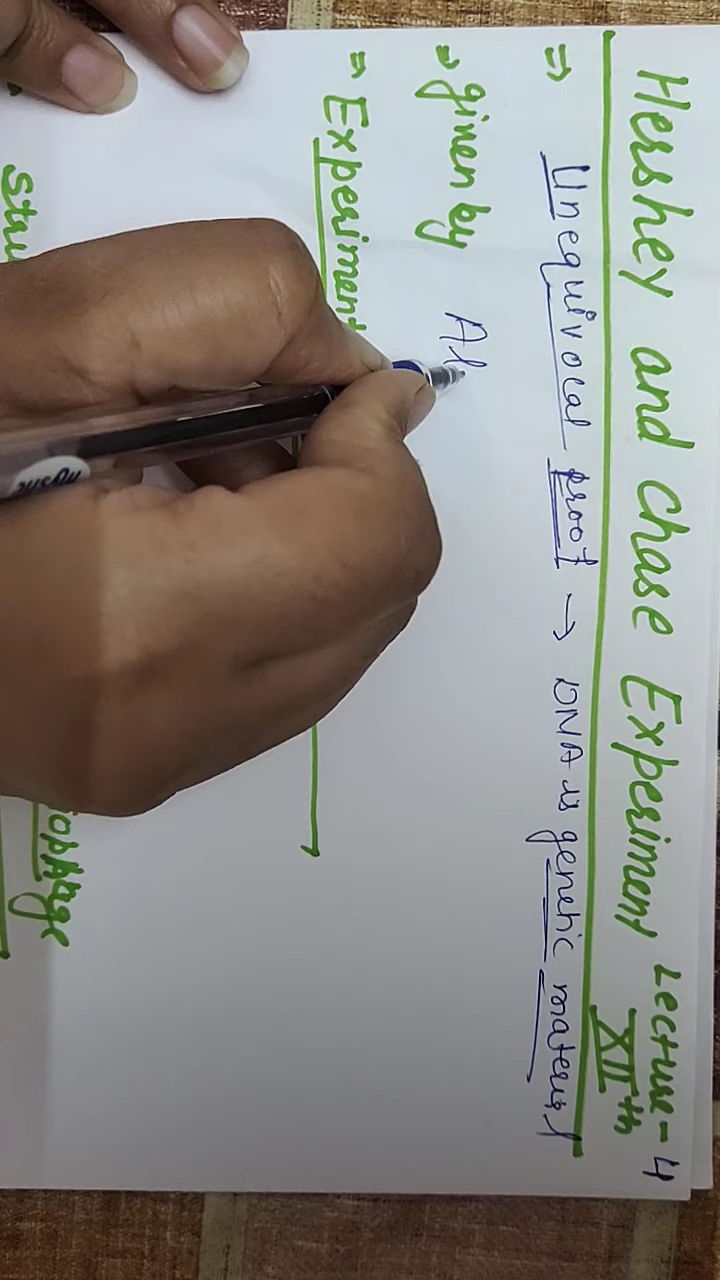 Hershey and Chase Experiment Lecture-4
XIIth
⇒ Unequivocal proof → DNA is genetic material
⇒ given by Al
⇒ Experiment